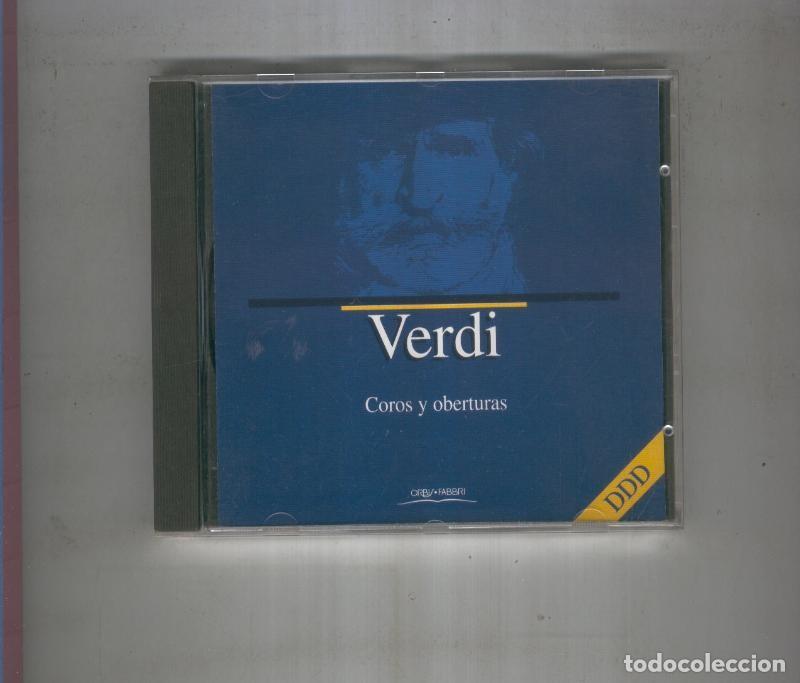 Verdi
Coros y oberturas
ORBIS • FABBRI
DDD
todocoleccion